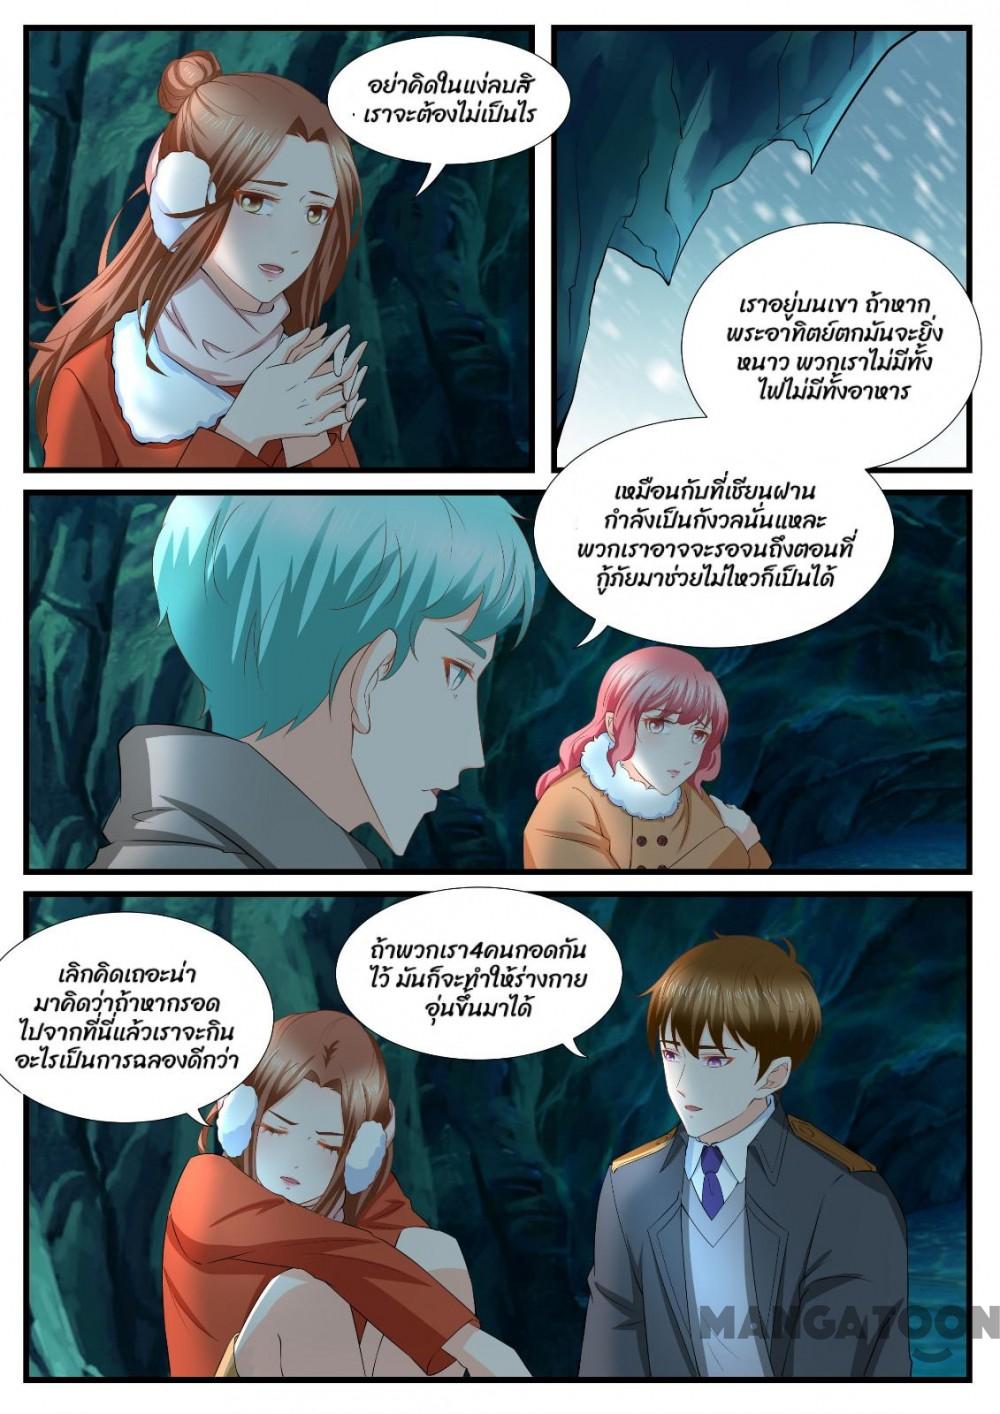 อย่าคิดในแง่ลบสิ
เราจะต้องไม่เป็นไร
เราอยู่บนเขา ถ้าหาก
พระอาทิตย์ตกมันจะยิ่ง
หนาว พวกเราไม่มีทั้ง
ไฟไม่มีทั้งอาหาร
เหมือนกับที่เชียนฝาน
กำลังเป็นกังวลนั่นแหละ
พวกเราอาจจะรอจนถึงตอนที่
กู้ภัยมาช่วยไม่ไหวก็เป็นได้
เลิกคิดเถอะน่า
มาคิดว่าถ้าหากรอด
ไปจากที่นี่แล้วเราจะกิน
อะไรเป็นการฉลองดีกว่า
ถ้าพวกเรา4คนกอดกัน
ไว้ มันก็จะทำให้ร่างกาย
อุ่นขึ้นมาได้
MANGATOON